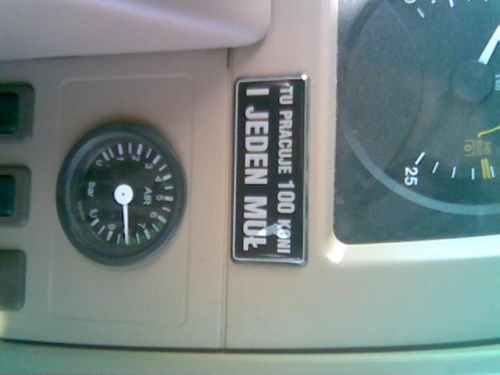 TU PRACUJE 100 KONI
I JEDEN MUŁ
AIR
bar
25